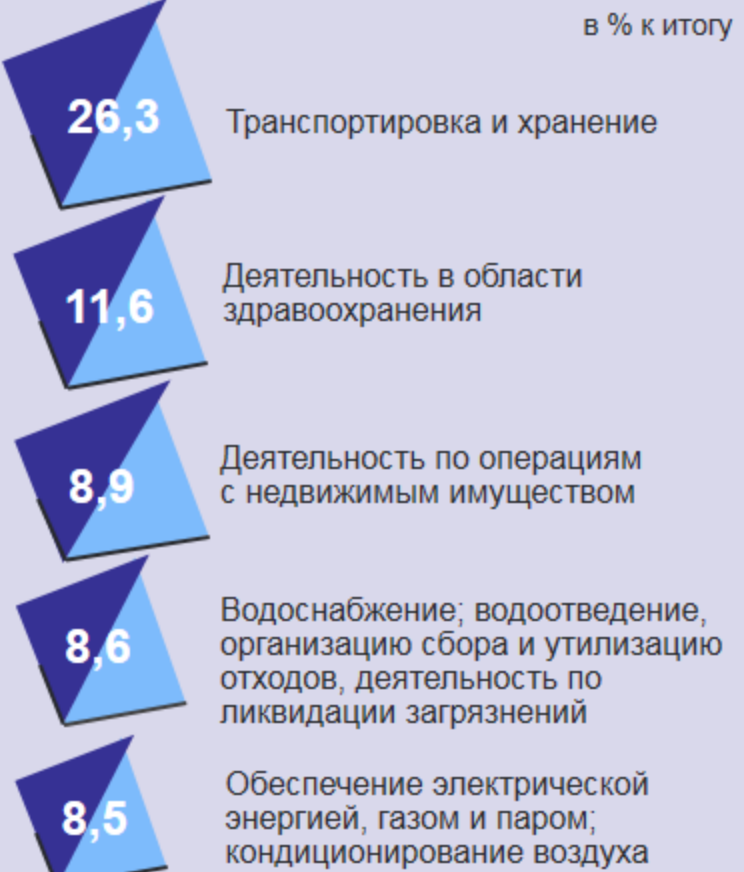 в % к итогу
26,3
Транспортировка и хранение
11,6
Деятельность в области
здравоохранения
8,9
Деятельность по операциям
с недвижимым имуществом
8,6
Водоснабжение; водоотведение,
организацию сбора и утилизацию
отходов, деятельность по
ликвидации загрязнений
8,5
Обеспечение электрической
энергией, газом и паром;
кондиционирование воздуха